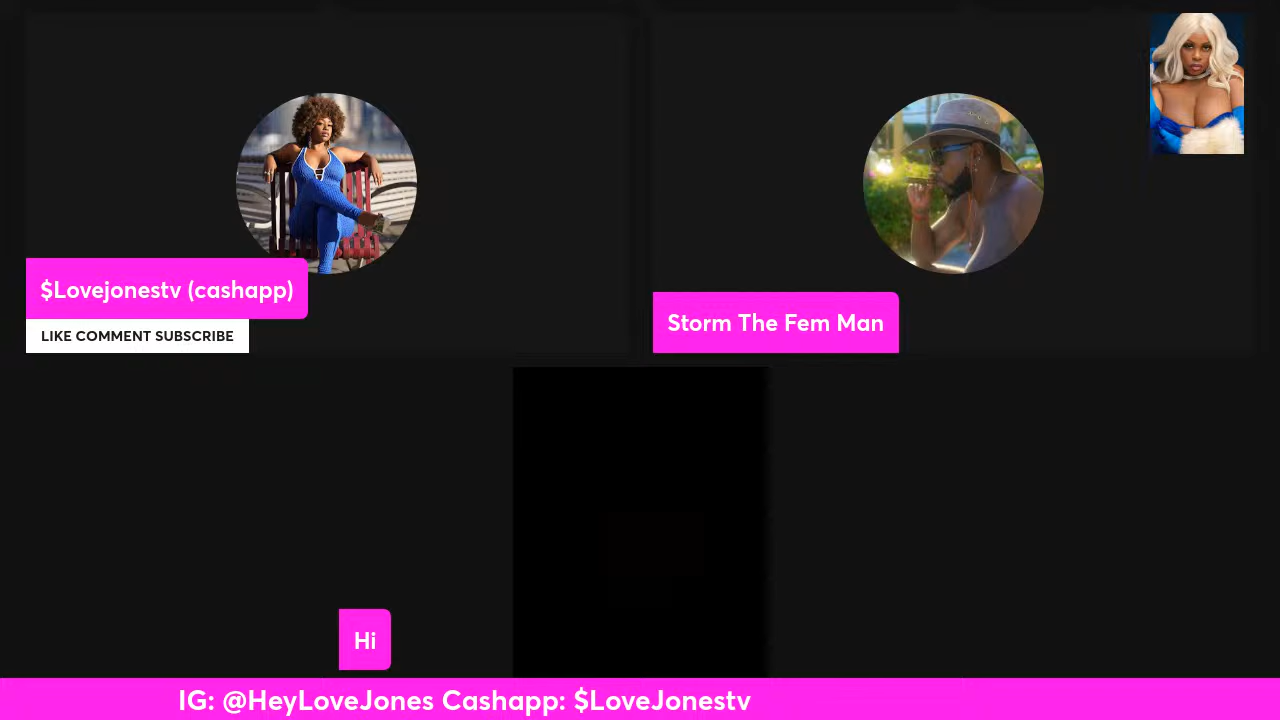 $Lovejonestv (cashapp)
LIKE COMMENT SUBSCRIBE
Storm The Fem Man
Hi
IG: @HeyLoveJones Cashapp: $LoveJonestv